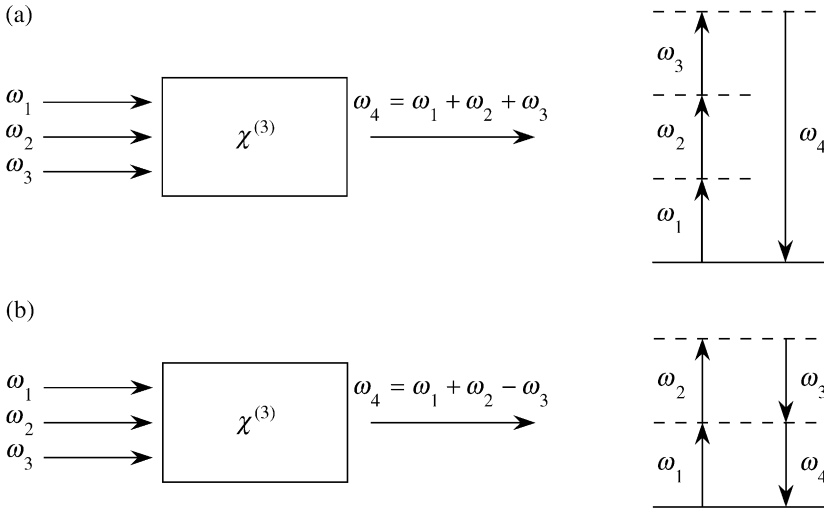 (a)
ω₁
ω₂
ω₃
χ⁽³⁾
ω₄ = ω₁ + ω₂ + ω₃
ω₃
ω₂
ω₁
ω₄
(b)
ω₁
ω₂
ω₃
χ⁽³⁾
ω₄ = ω₁ + ω₂ − ω₃
ω₂
ω₃
ω₁
ω₄